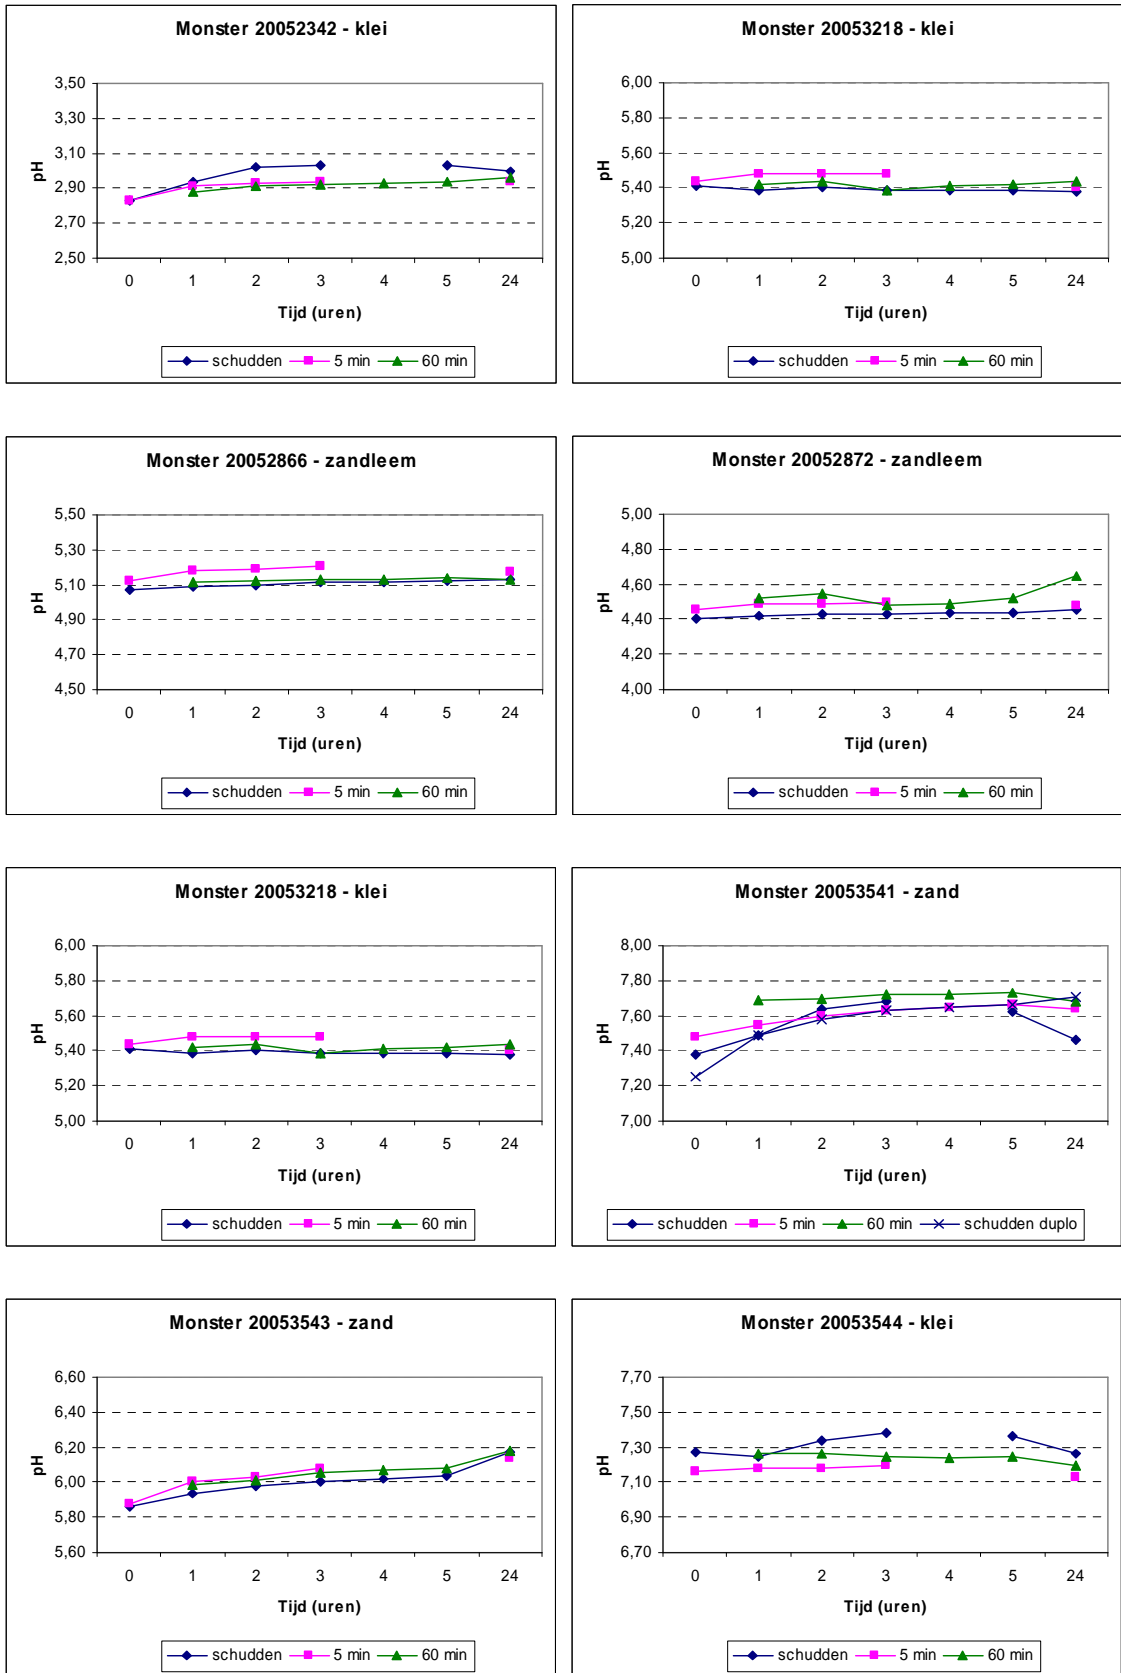 Monster 20052342 - klei
3,50
3,30
3,10
2,90
2,70
2,50
pH
0 1 2 3 4 5 24
Tijd (uren)
schudden 5 min 60 min
Monster 20053218 - klei
6,00
5,80
5,60
5,40
5,20
5,00
pH
0 1 2 3 4 5 24
Tijd (uren)
schudden 5 min 60 min
Monster 20052866 - zandleem
5,50
5,30
5,10
4,90
4,70
4,50
pH
0 1 2 3 4 5 24
Tijd (uren)
schudden 5 min 60 min
Monster 20052872 - zandleem
5,00
4,80
4,60
4,40
4,20
4,00
pH
0 1 2 3 4 5 24
Tijd (uren)
schudden 5 min 60 min
Monster 20053218 - klei
6,00
5,80
5,60
5,40
5,20
5,00
pH
0 1 2 3 4 5 24
Tijd (uren)
schudden 5 min 60 min
Monster 20053541 - zand
8,00
7,80
7,60
7,40
7,20
7,00
pH
0 1 2 3 4 5 24
Tijd (uren)
schudden 5 min 60 min schudden duplo
Monster 20053543 - zand
6,60
6,40
6,20
6,00
5,80
5,60
pH
0 1 2 3 4 5 24
Tijd (uren)
schudden 5 min 60 min
Monster 20053544 - klei
7,70
7,50
7,30
7,10
6,90
6,70
pH
0 1 2 3 4 5 24
Tijd (uren)
schudden 5 min 60 min